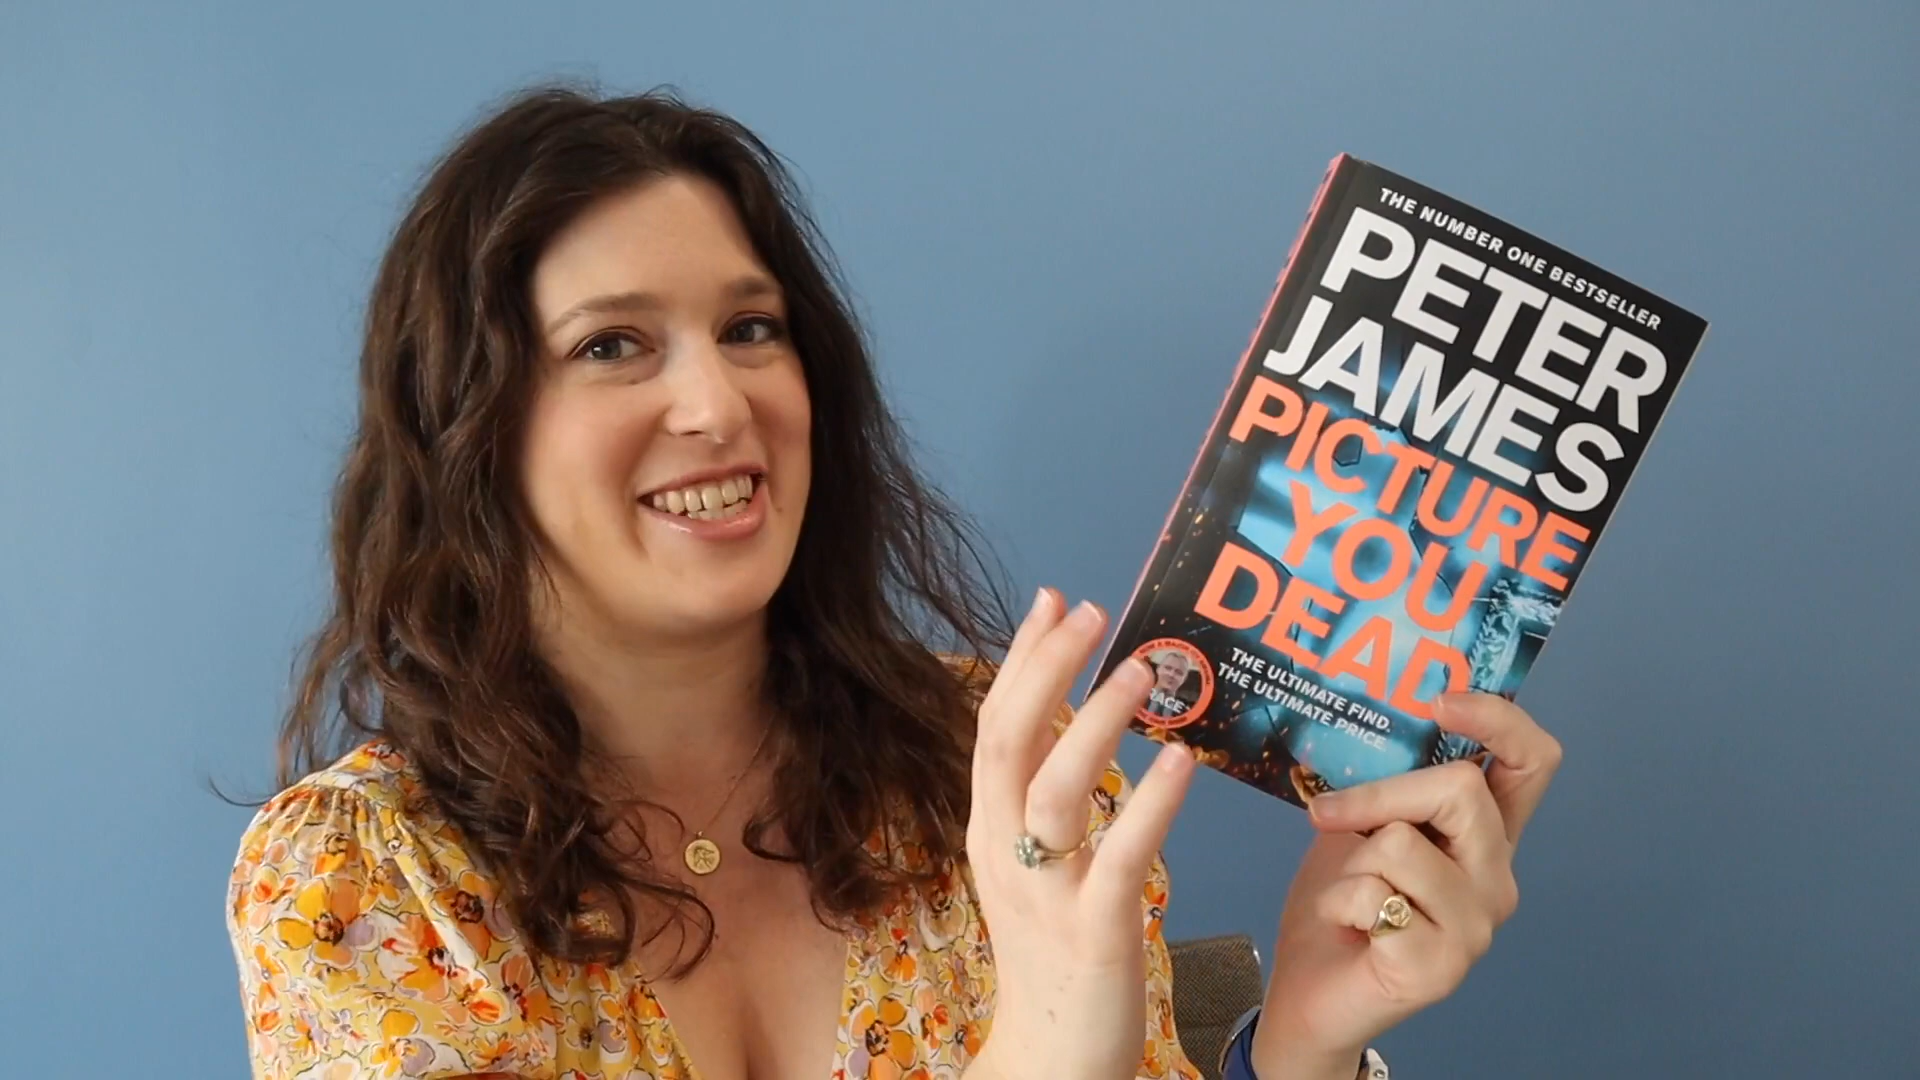 THE NUMBER ONE BESTSELLER
PETER
JAMES
PICTURE
YOU
DEAD
THE ULTIMATE FIND.
THE ULTIMATE PRICE.